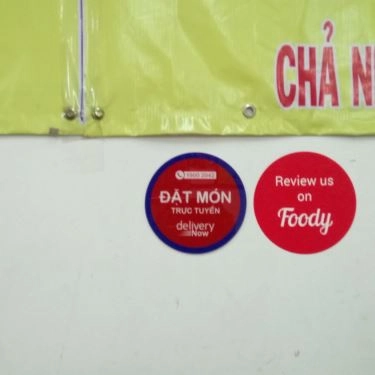 CHẢ
1900 2042
ĐẶT MÓN
TRỰC TUYẾN
delivery
Now
Review us
on
Foody